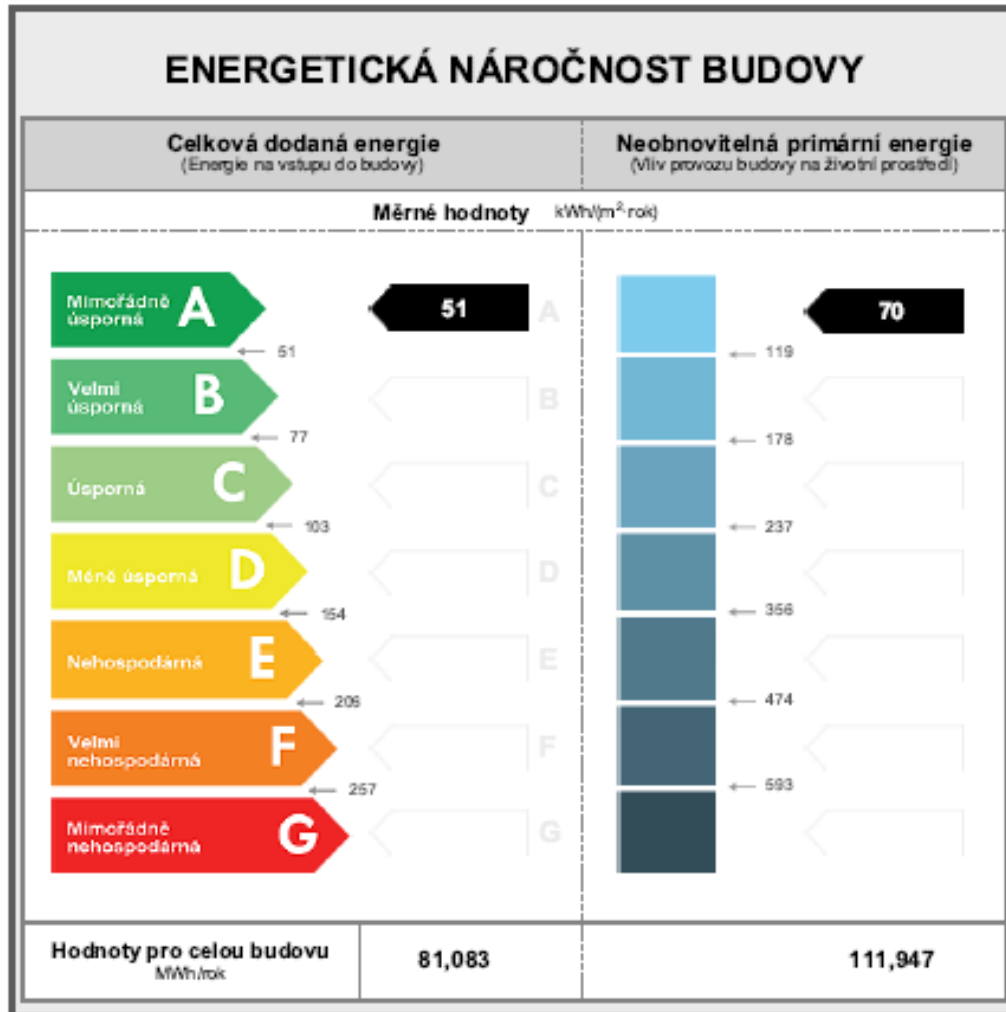 ENERGETICKÁ NÁROČNOST BUDOVY
Celková dodaná energie
(Energie na vstupu do budovy)
Neobnovitelná primární energie
(Vliv provozu budovy na životní prostředí)
Měrné hodnoty kWh/(m²·rok)
Mimořádně
úsporná
A
51
A
70
51
119
Velmi
úsporná
B
B
77
178
Úsporná
C
C
103
237
Méně úsporná
D
D
154
356
Nehospodárná
E
E
206
474
Velmi
nehospodárná
F
F
257
593
Mimořádně
nehospodárná
G
G
Hodnoty pro celou budovu
MWh/rok
81,083
111,947